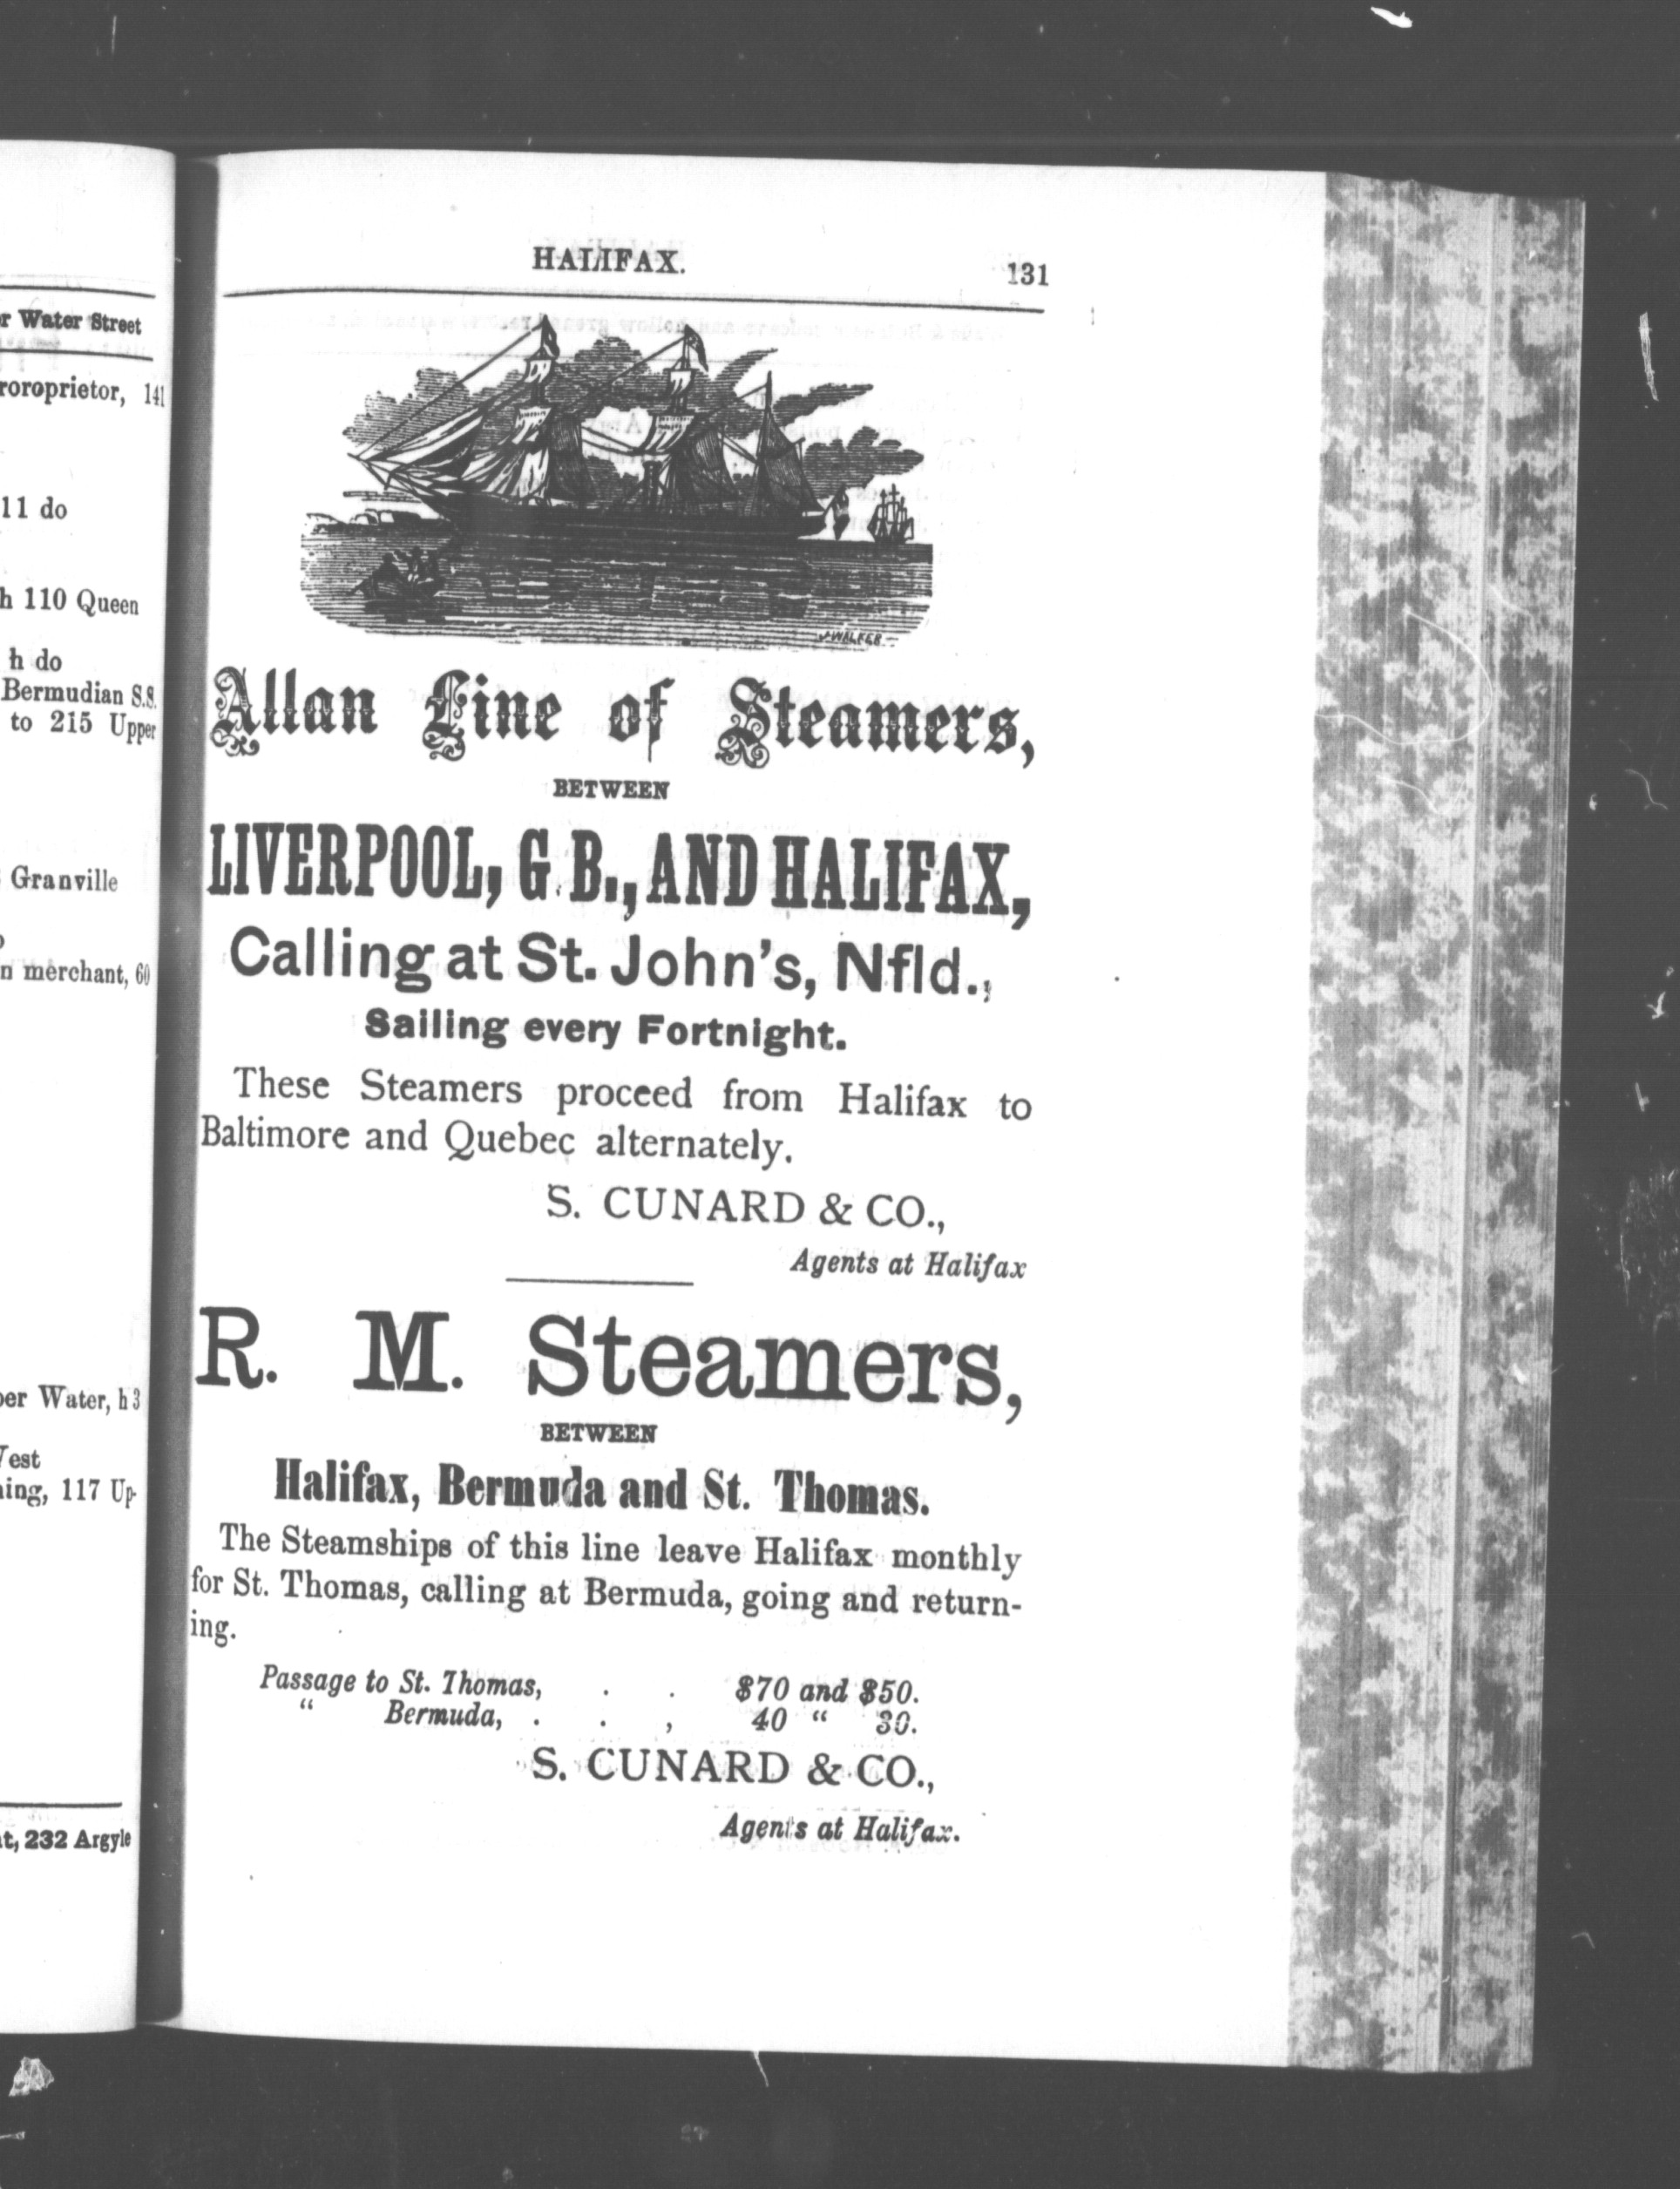 r Water Street
roroprietor, 141
11 do
h 110 Queen
h do
Bermudian S.S.
to 215 Upper
Granville
n merchant, 60
per Water, h 3
Vest
ning, 117 Up-
t, 232 Argyle
HALIFAX.
131
J. WALKER
Allan Line of Steamers,
BETWEEN
LIVERPOOL, G.B., AND HALIFAX,
Calling at St. John's, Nfld.,
Sailing every Fortnight.
These Steamers proceed from Halifax to
Baltimore and Quebec alternately.
S. CUNARD & CO.,
Agents at Halifax
R. M. Steamers,
BETWEEN
Halifax, Bermuda and St. Thomas.
The Steamships of this line leave Halifax monthly
for St. Thomas, calling at Bermuda, going and return-
ing.
Passage to St. Thomas, . . $70 and $50.
" Bermuda, . . , 40 " 30.
S. CUNARD & CO.,
Agents at Halifax.